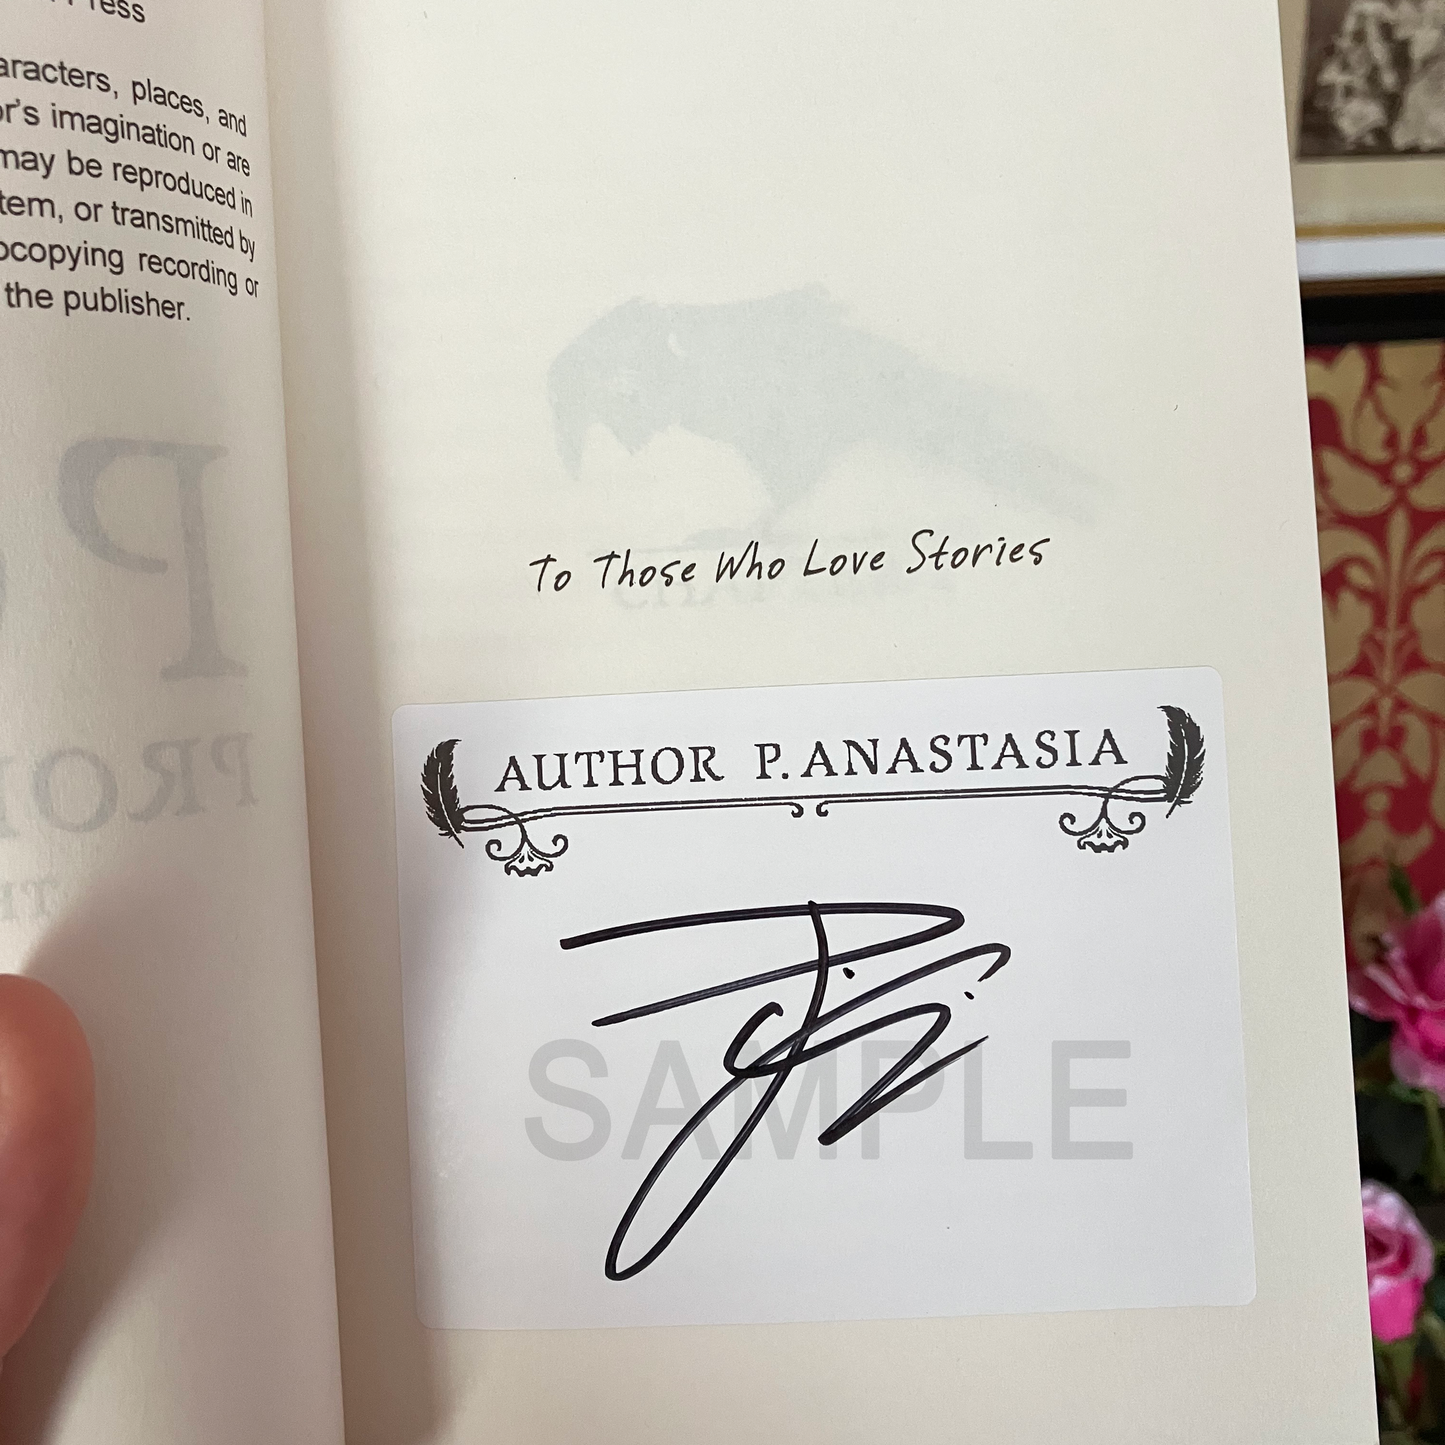 ress
aracters, places, and
or's imagination or are
may be reproduced in
tem, or transmitted by
ocopying recording or
the publisher.
To Those Who Love Stories
AUTHOR P. ANASTASIA
SAMPLE